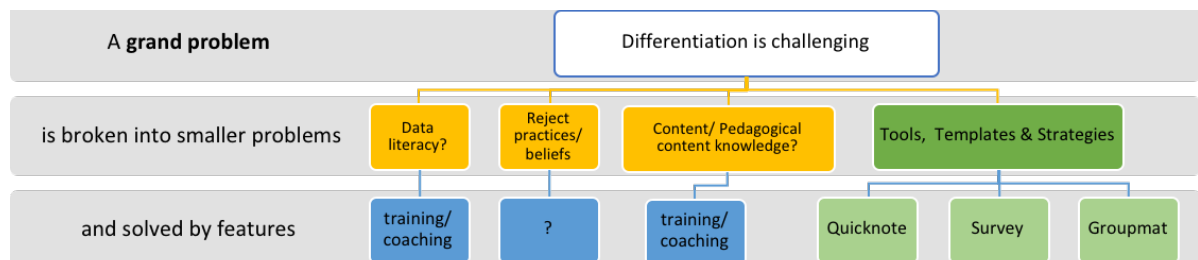 A grand problem
Differentiation is challenging
is broken into smaller problems
Data
literacy?
Reject
practices/
beliefs
Content/ Pedagogical
content knowledge?
Tools, Templates & Strategies
and solved by features
training/
coaching
?
training/
coaching
Quicknote
Survey
Groupmat